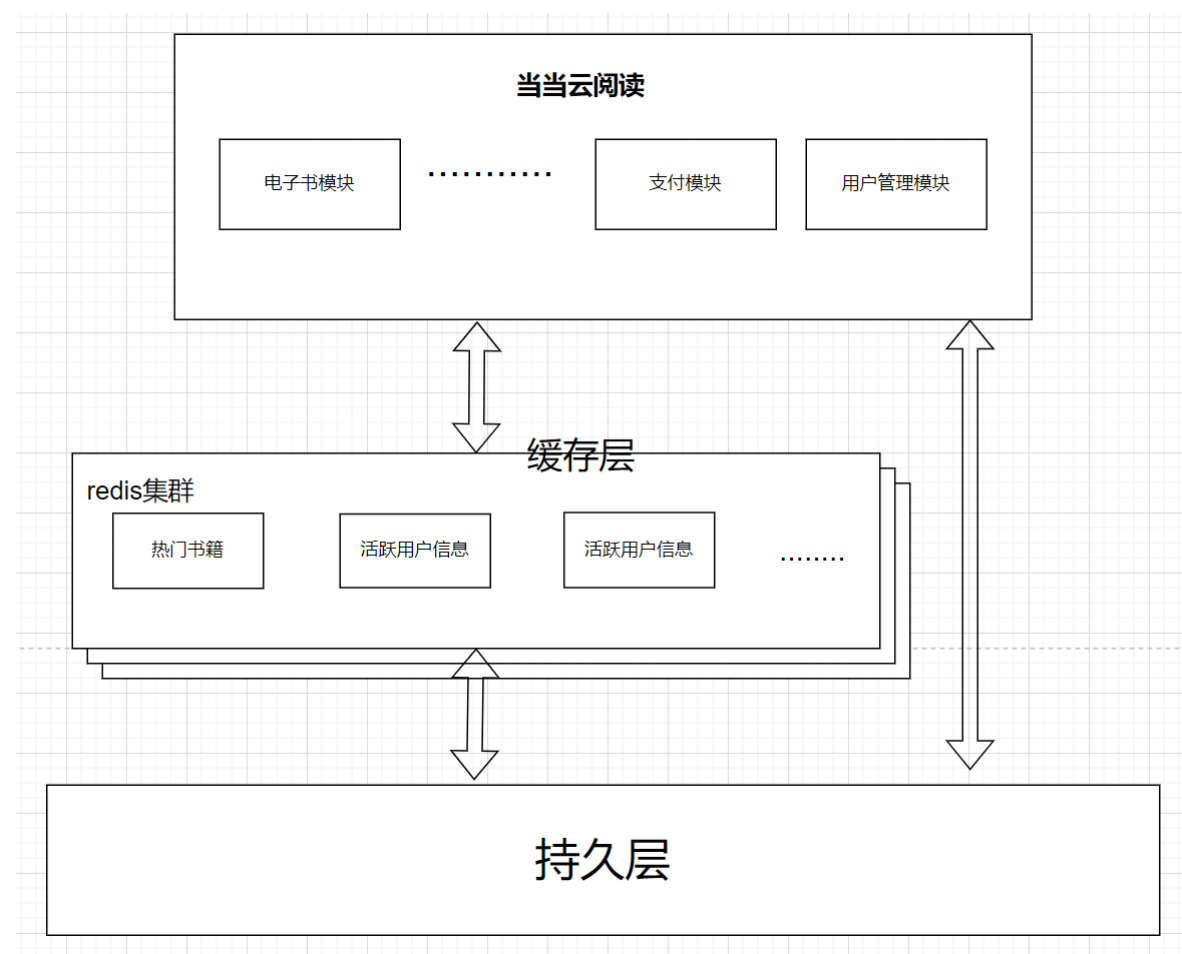 当当云阅读
电子书模块
...........
支付模块
用户管理模块
缓存层
redis集群
热门书籍
活跃用户信息
活跃用户信息
........
持久层